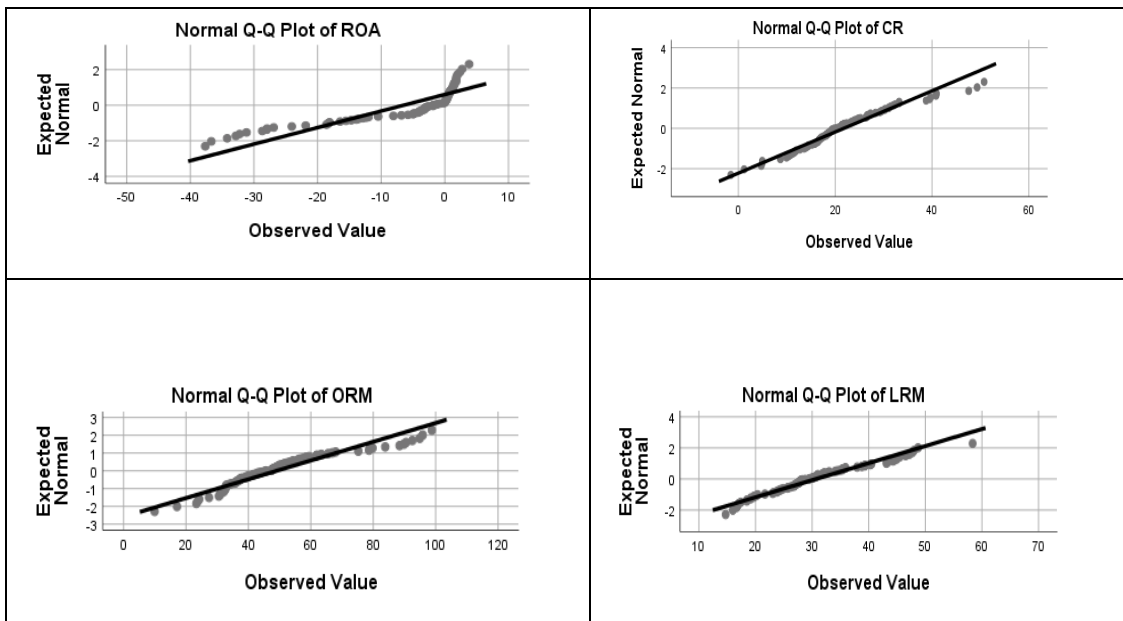 Normal Q-Q Plot of ROA
Expected
Normal
2
0
-2
-4
-50 -40 -30 -20 -10 0 10
Observed Value
Normal Q-Q Plot of CR
Expected Normal
4
2
0
-2
0 20 40 60
Observed Value
Normal Q-Q Plot of ORM
Expected
Normal
3
2
1
0
-1
-2
-3
0 20 40 60 80 100 120
Observed Value
Normal Q-Q Plot of LRM
Expected
Normal
4
2
0
-2
10 20 30 40 50 60 70
Observed Value